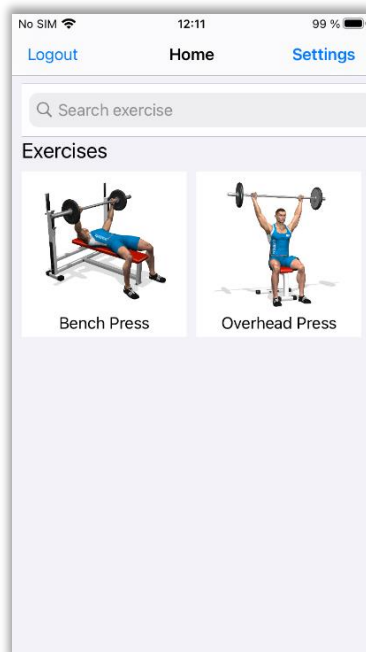 No SIM 12:11 99 %
Logout Home Settings
Search exercise
Exercises
Bench Press Overhead Press